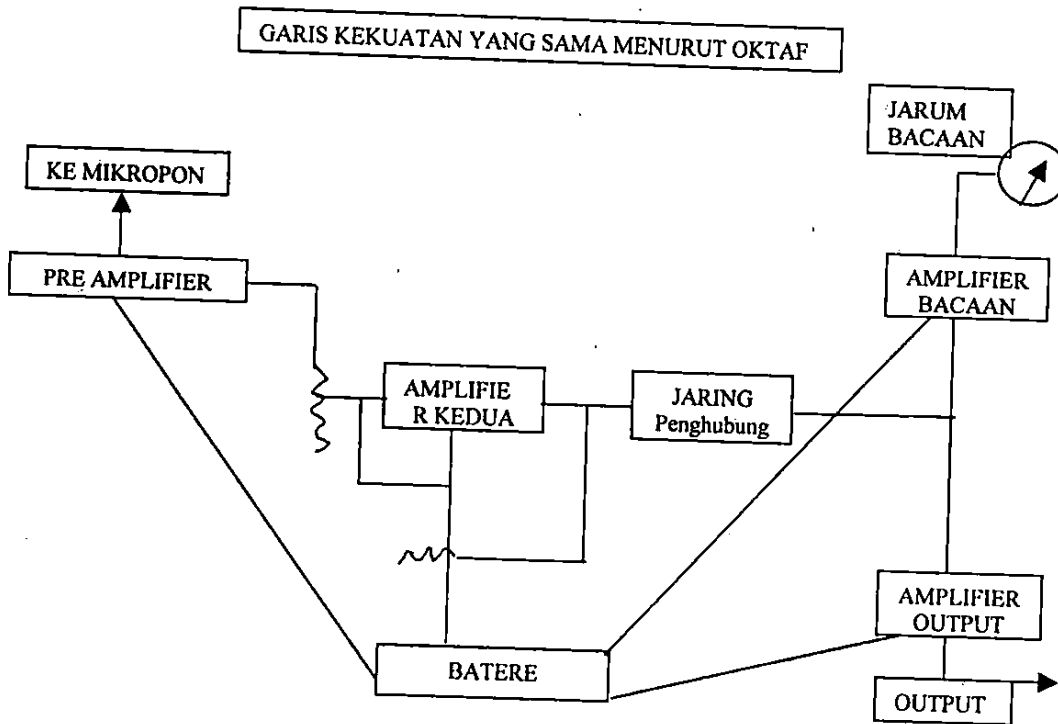 GARIS KEKUATAN YANG SAMA MENURUT OKTAF
JARUM
BACAAN
KE MIKROPON
PRE AMPLIFIER
AMPLIFIER
BACAAN
AMPLIFIE
R KEDUA
JARING
Penghubung
AMPLIFIER
OUTPUT
BATERE
OUTPUT